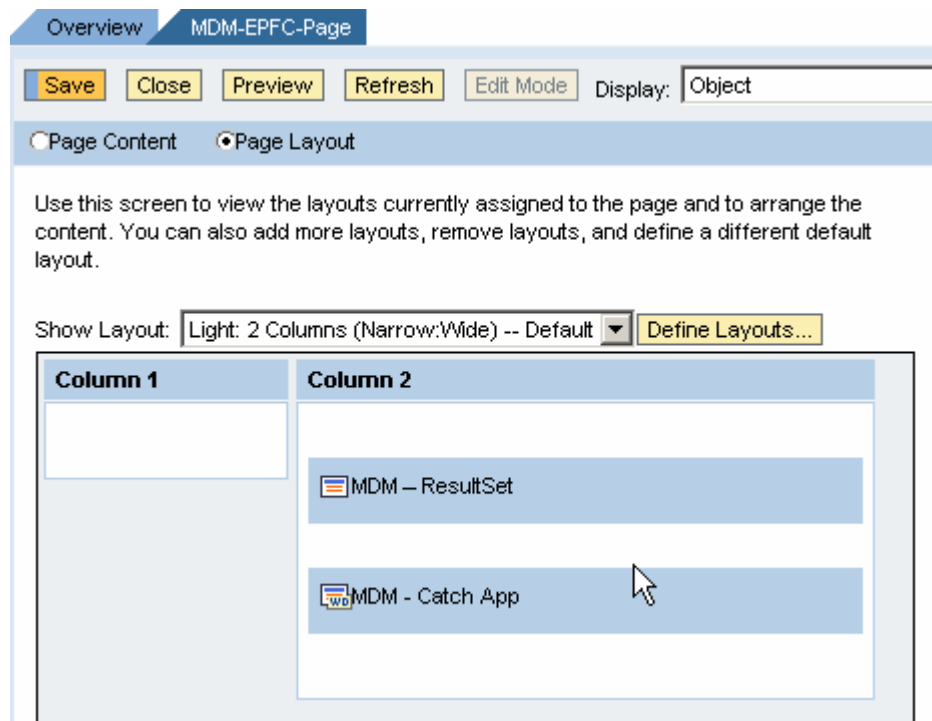 Overview MDM-EPFC-Page
Save Close Preview Refresh Edit Mode Display: Object
Page Content Page Layout
Use this screen to view the layouts currently assigned to the page and to arrange the
content. You can also add more layouts, remove layouts, and define a different default
layout.
Show Layout: Light: 2 Columns (Narrow:Wide) -- Default Define Layouts...
Column 1 Column 2
MDM – ResultSet
WD MDM - Catch App